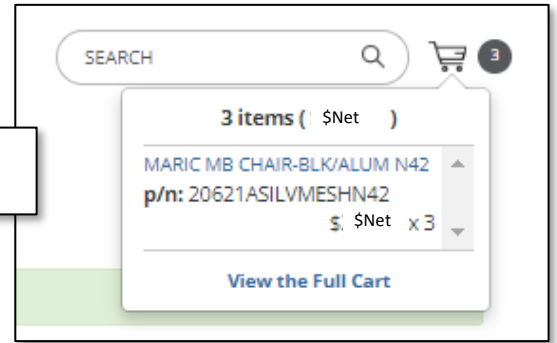 SEARCH
3
3 items ( $Net )
MARIC MB CHAIR-BLK/ALUM N42
p/n: 20621ASILVMESHN42
$ $Net x 3
View the Full Cart